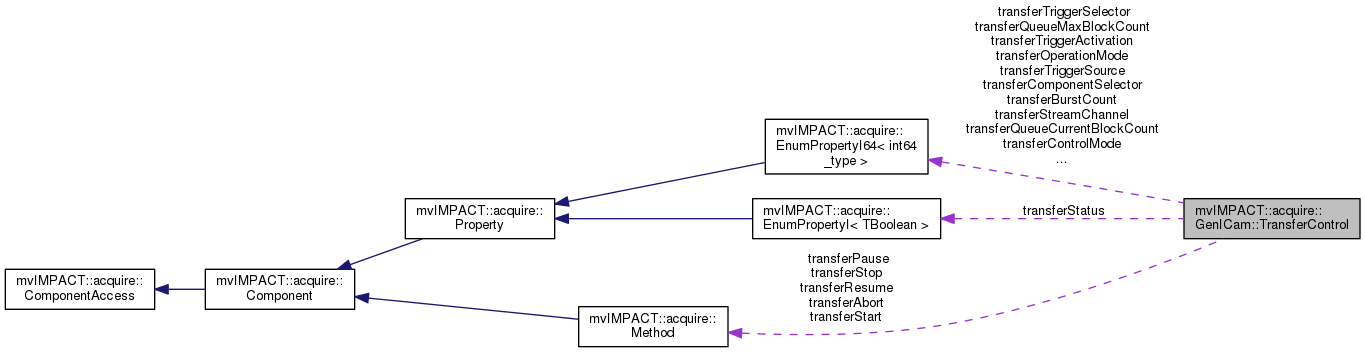 transferTriggerSelector
transferQueueMaxBlockCount
transferTriggerActivation
transferOperationMode
transferTriggerSource
transferComponentSelector
transferBurstCount
transferStreamChannel
transferQueueCurrentBlockCount
transferControlMode
...
mvIMPACT::acquire::
EnumPropertyI64< int64
_type >
mvIMPACT::acquire::
Property
mvIMPACT::acquire::
EnumPropertyI< TBoolean >
transferStatus
mvIMPACT::acquire::
GenICam::TransferControl
mvIMPACT::acquire::
ComponentAccess
mvIMPACT::acquire::
Component
transferPause
transferStop
transferResume
transferAbort
transferStart
mvIMPACT::acquire::
Method